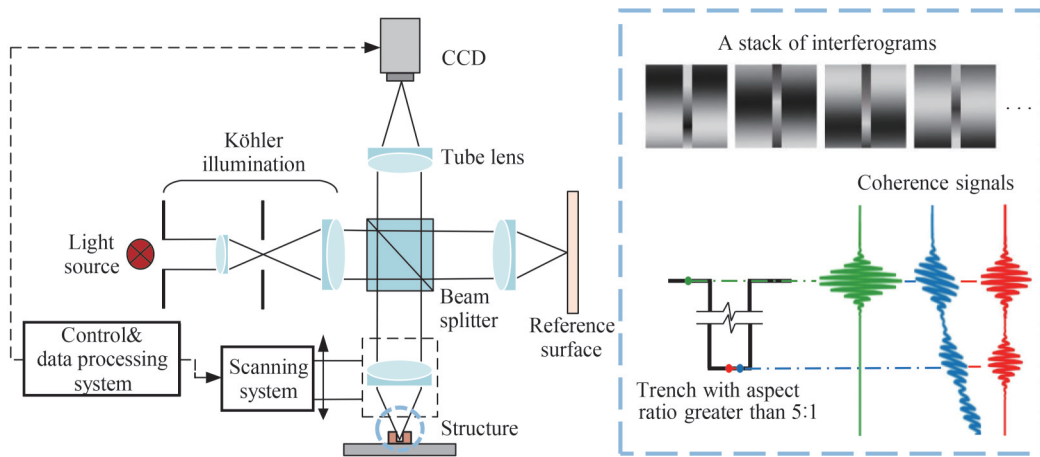 CCD
Köhler
illumination
Tube lens
Light
source
Beam
splitter
Reference
surface
Control&
data processing
system
Scanning
system
Structure
A stack of interferograms
...
Coherence signals
Trench with aspect
ratio greater than 5:1